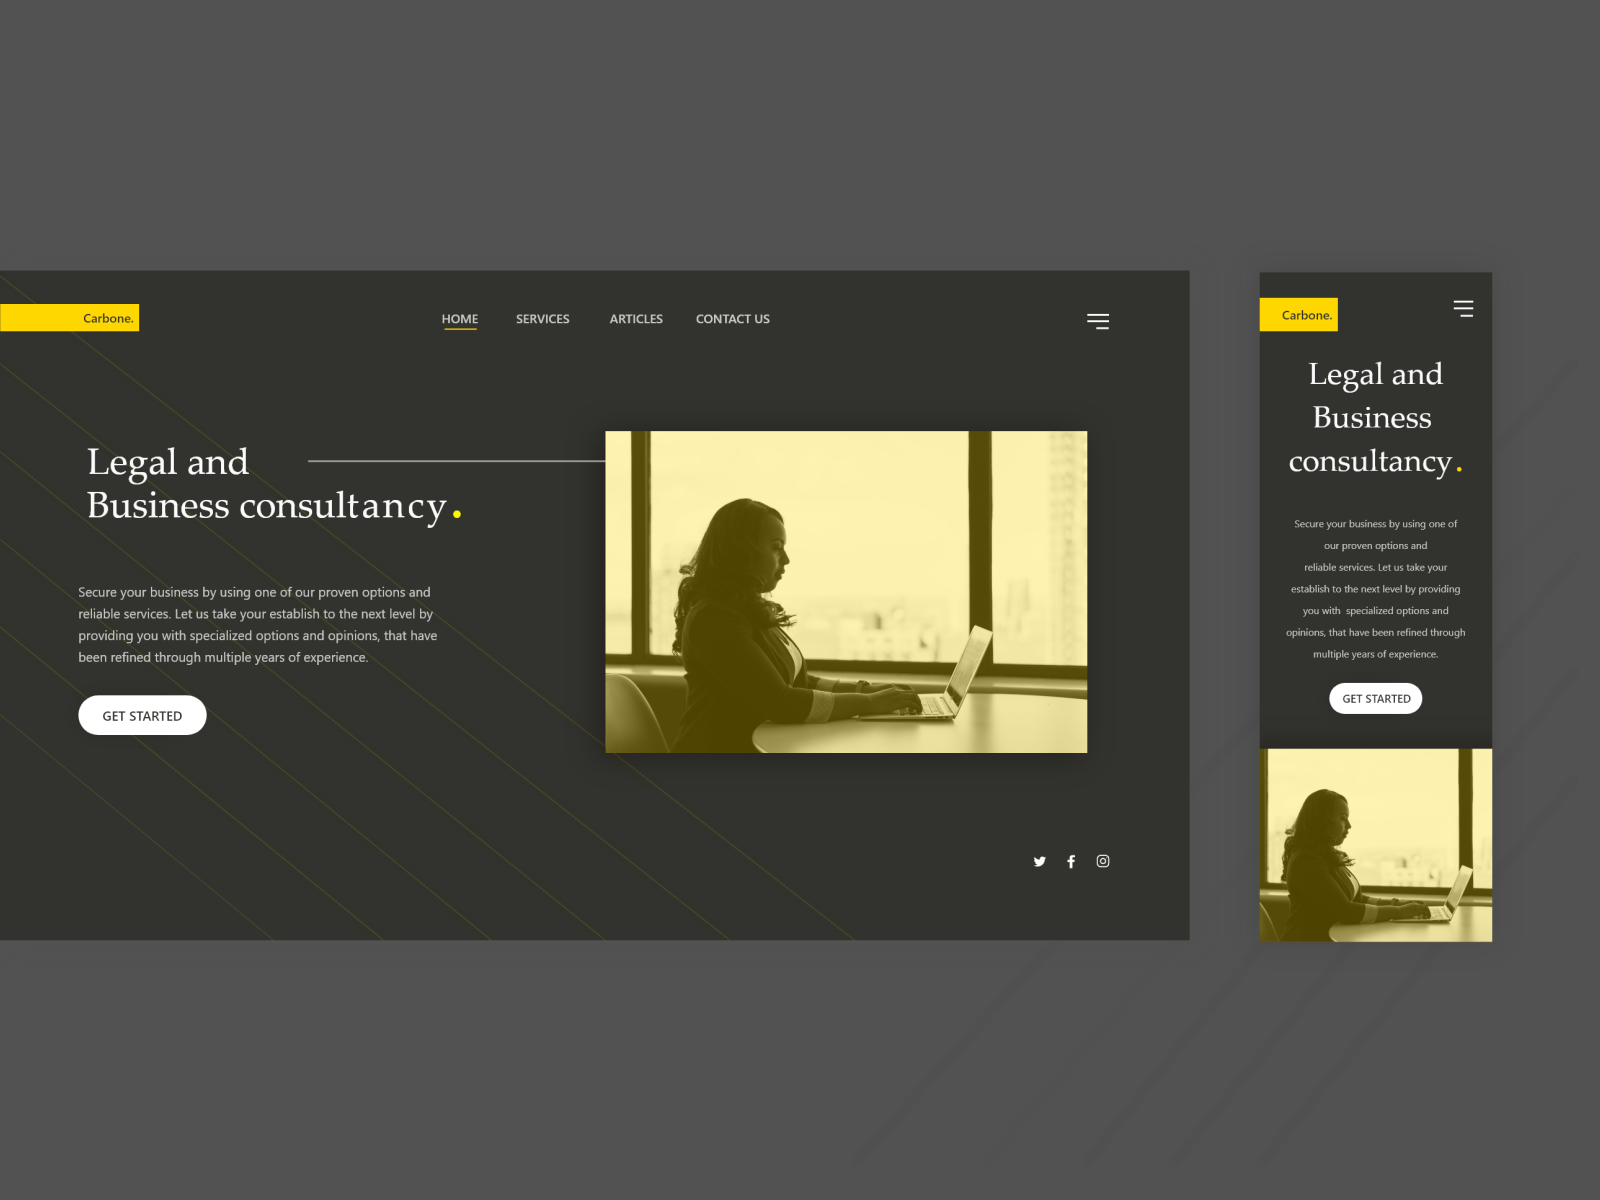 Carbone.
HOME
SERVICES
ARTICLES
CONTACT US
Legal and
Business consultancy.
Secure your business by using one of our proven options and
reliable services. Let us take your establish to the next level by
providing you with specialized options and opinions, that have
been refined through multiple years of experience.
GET STARTED
Carbone.
Legal and
Business
consultancy.
Secure your business by using one of
our proven options and
reliable services. Let us take your
establish to the next level by providing
you with specialized options and
opinions, that have been refined through
multiple years of experience.
GET STARTED